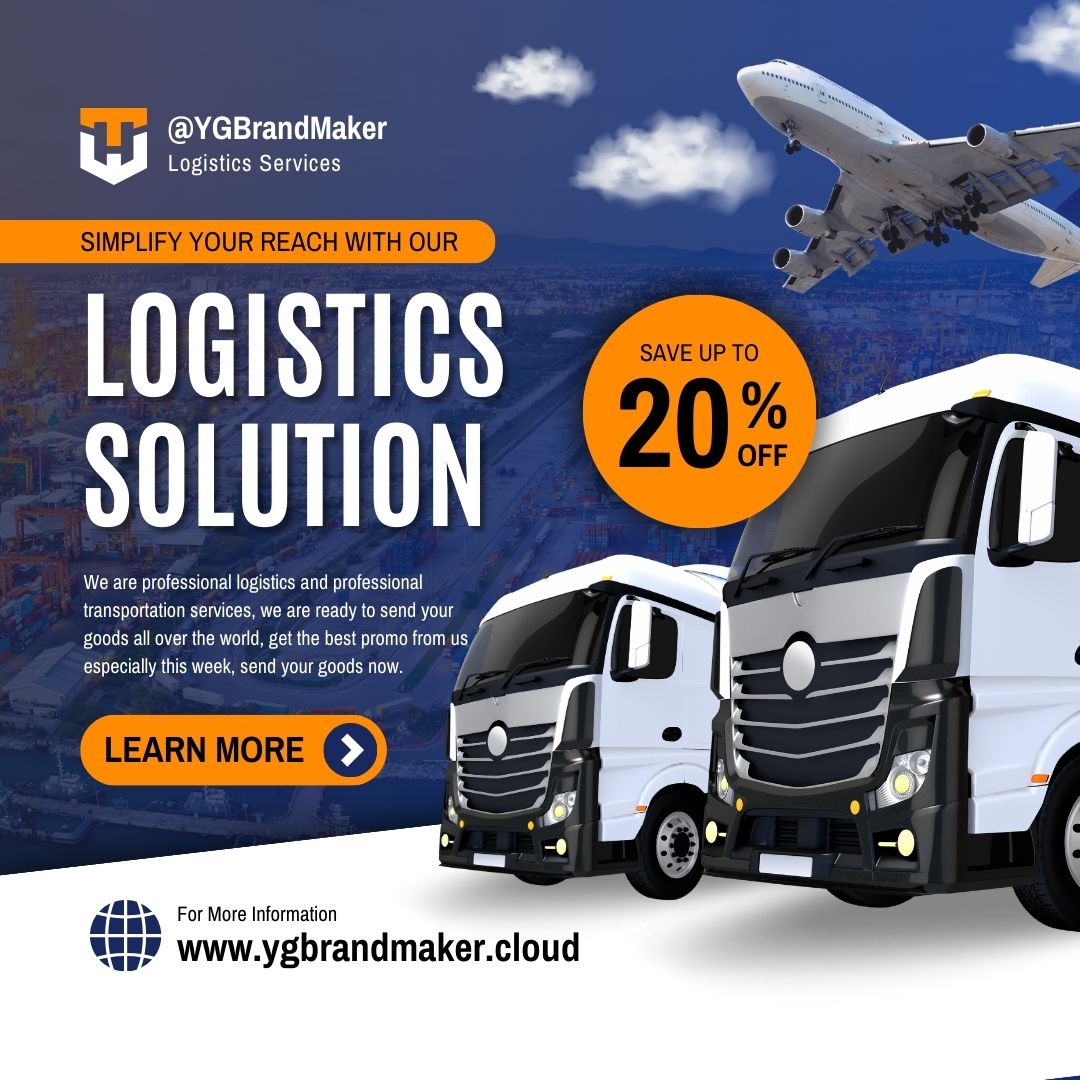 @YGBrandMaker
Logistics Services
SIMPLIFY YOUR REACH WITH OUR
LOGISTICS
SOLUTION
SAVE UP TO
20%
OFF
We are professional logistics and professional
transportation services, we are ready to send your
goods all over the world, get the best promo from us
especially this week, send your goods now.
LEARN MORE
For More Information
www.ygbrandmaker.cloud